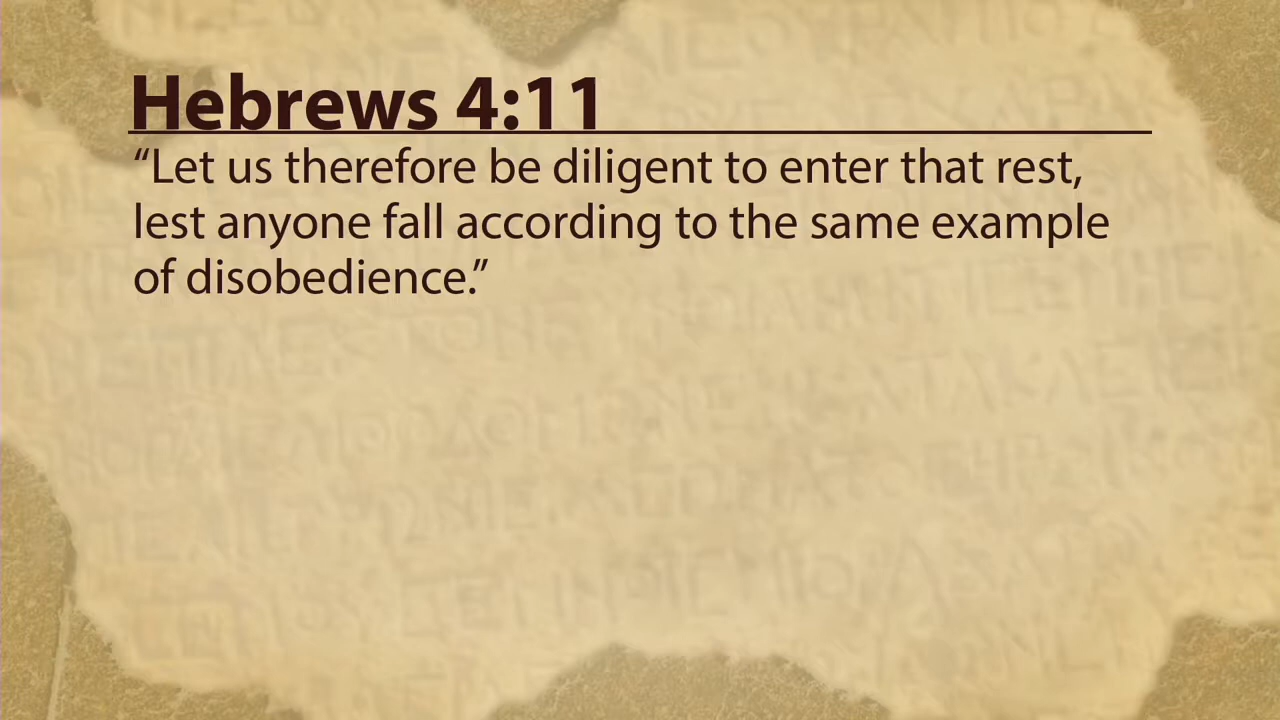 Hebrews 4:11
“Let us therefore be diligent to enter that rest,
lest anyone fall according to the same example
of disobedience.”